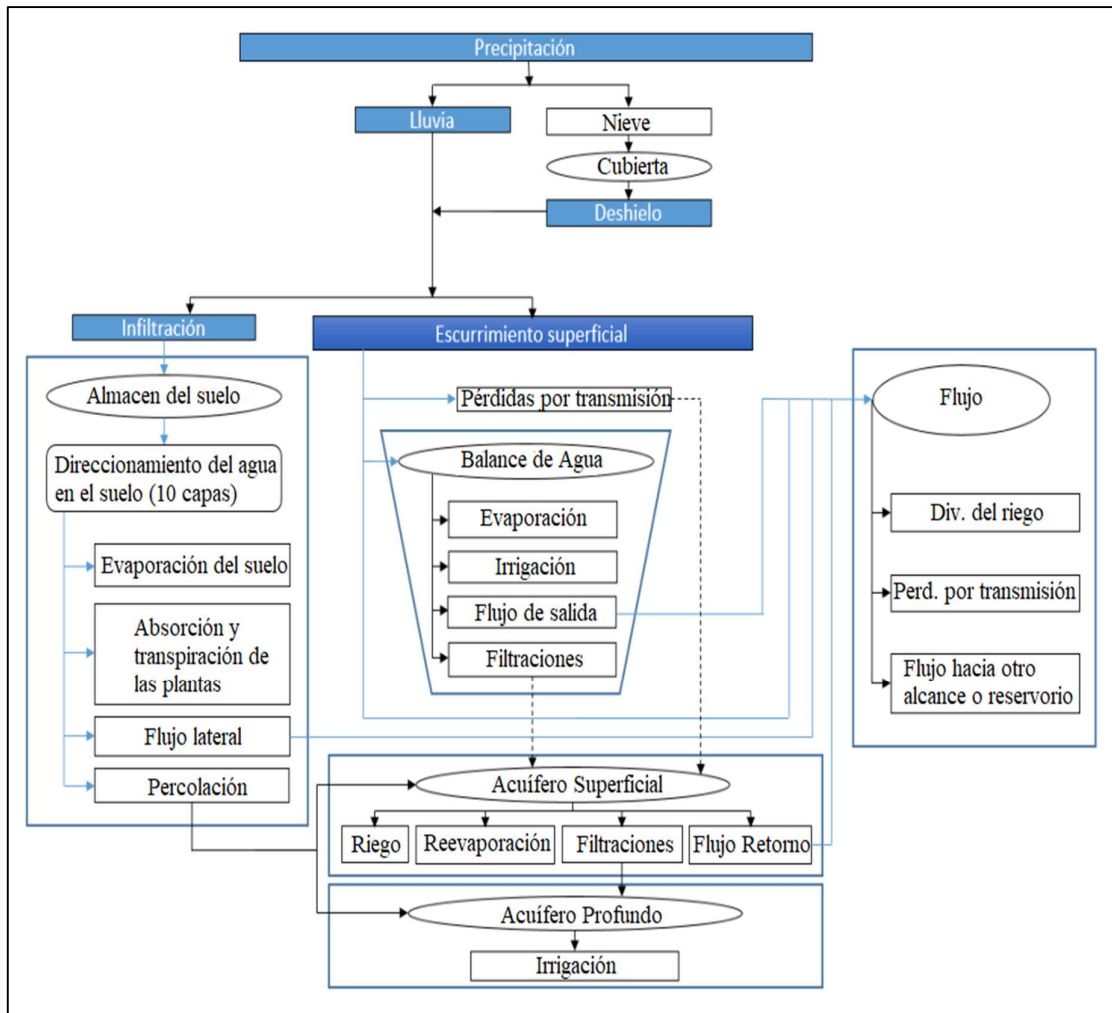 Precipitación
Lluvia
Nieve
Cubierta
Deshielo
Infiltración
Escurrimiento superficial
Almacen del suelo
Direccionamiento del agua
en el suelo (10 capas)
Evaporación del suelo
Absorción y
transpiración de
las plantas
Flujo lateral
Percolación
Pérdidas por transmisión
Balance de Agua
Evaporación
Irrigación
Flujo de salida
Filtraciones
Flujo
Div. del riego
Perd. por transmisión
Flujo hacia otro
alcance o reservorio
Acuífero Superficial
Riego
Reevaporación
Filtraciones
Flujo Retorno
Acuífero Profundo
Irrigación